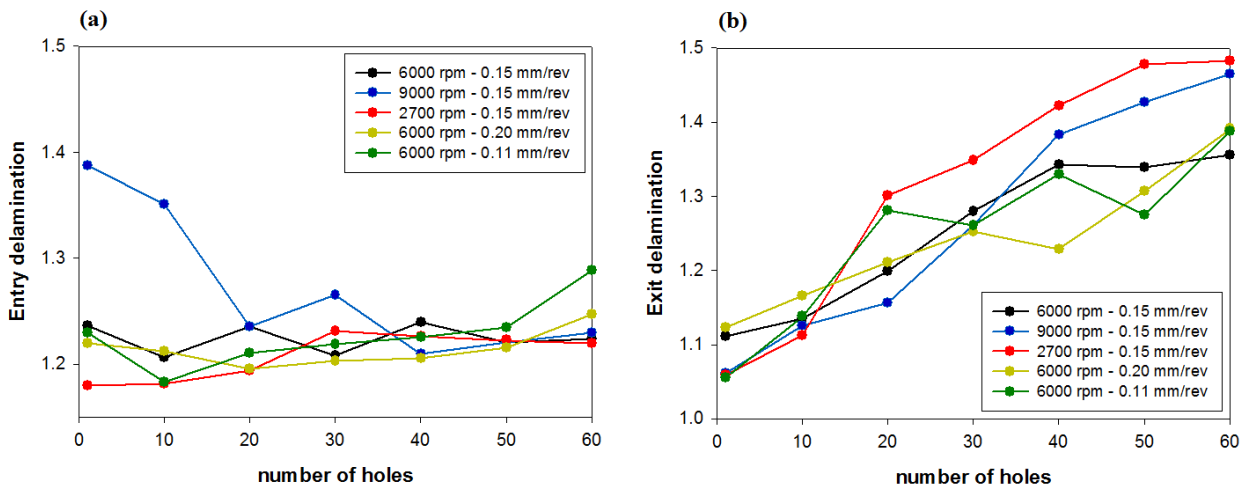 (a)
1.5
1.4
1.3
1.2
Entry delamination
6000 rpm - 0.15 mm/rev
9000 rpm - 0.15 mm/rev
2700 rpm - 0.15 mm/rev
6000 rpm - 0.20 mm/rev
6000 rpm - 0.11 mm/rev
0 10 20 30 40 50 60
number of holes
(b)
1.5
1.4
1.3
1.2
1.1
1.0
Exit delamination
6000 rpm - 0.15 mm/rev
9000 rpm - 0.15 mm/rev
2700 rpm - 0.15 mm/rev
6000 rpm - 0.20 mm/rev
6000 rpm - 0.11 mm/rev
0 10 20 30 40 50 60
number of holes